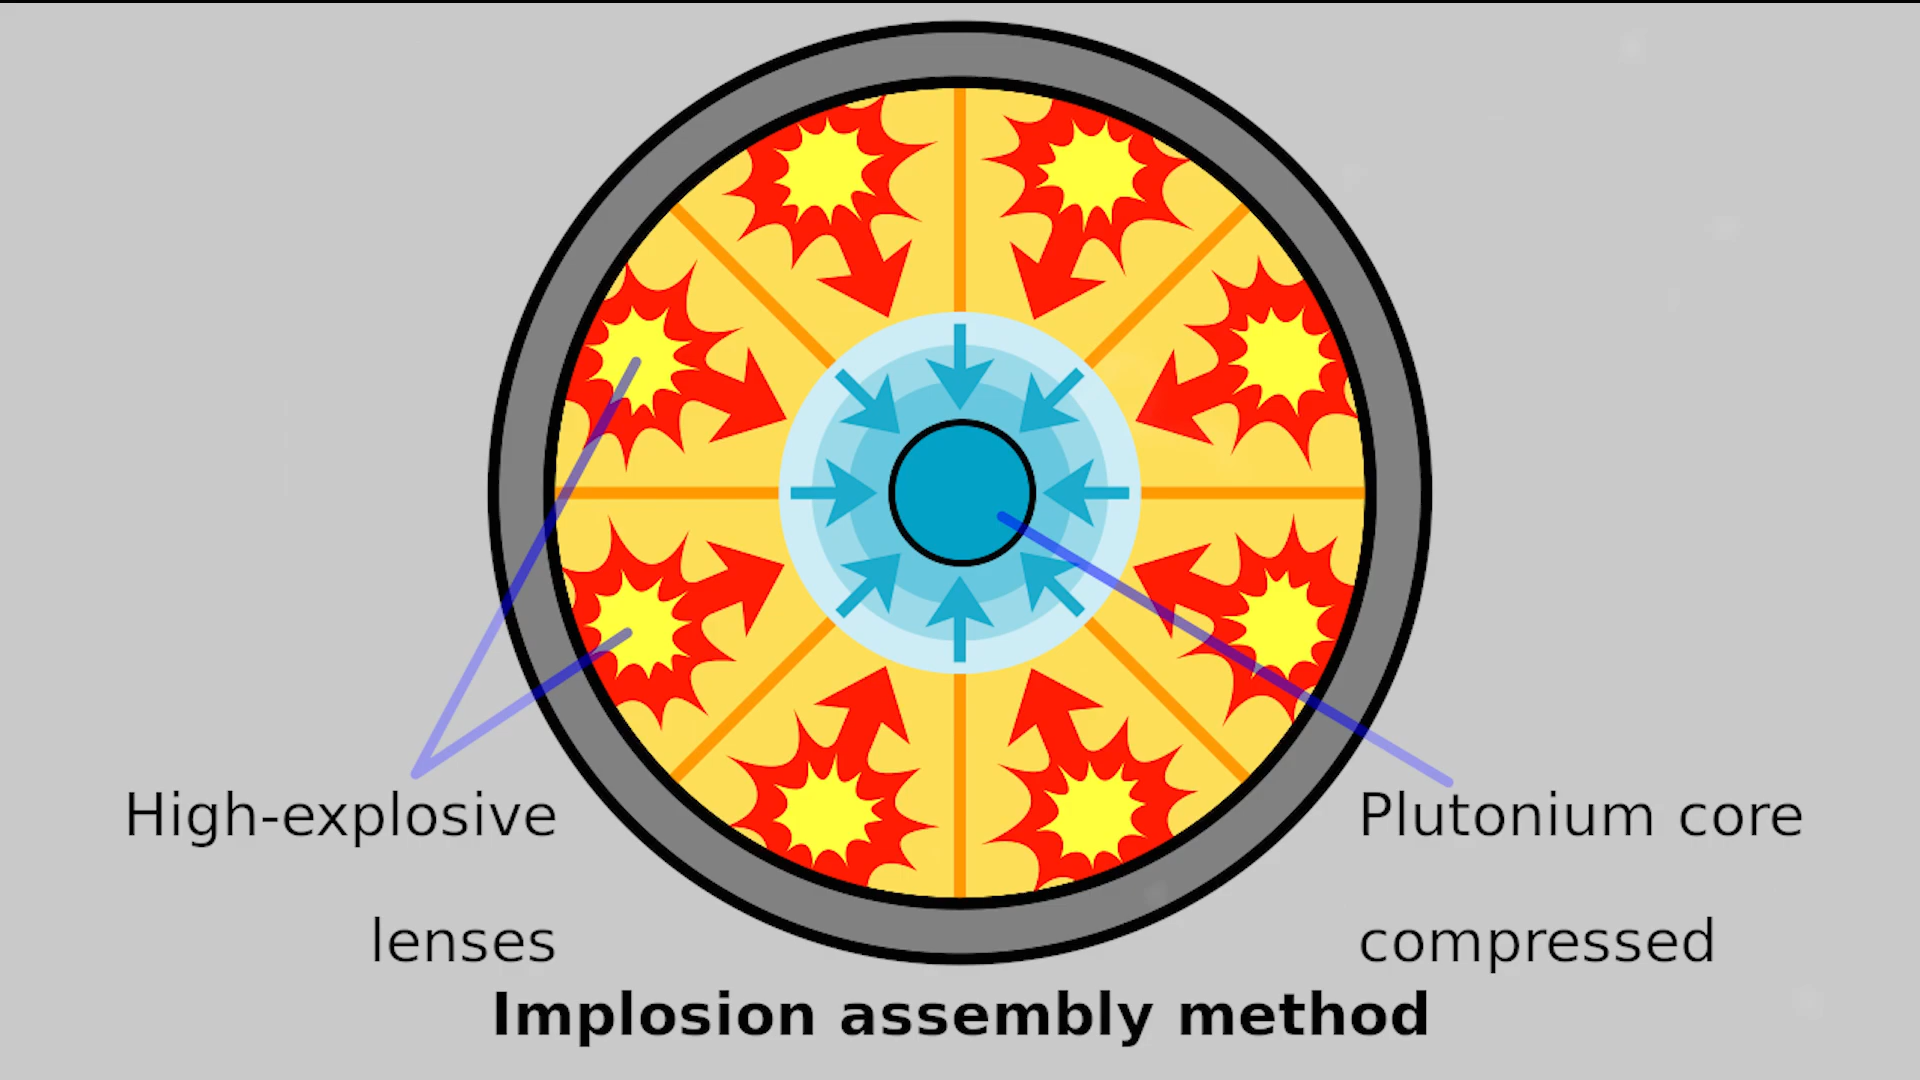 High-explosive
lenses
Plutonium core
compressed
Implosion assembly method